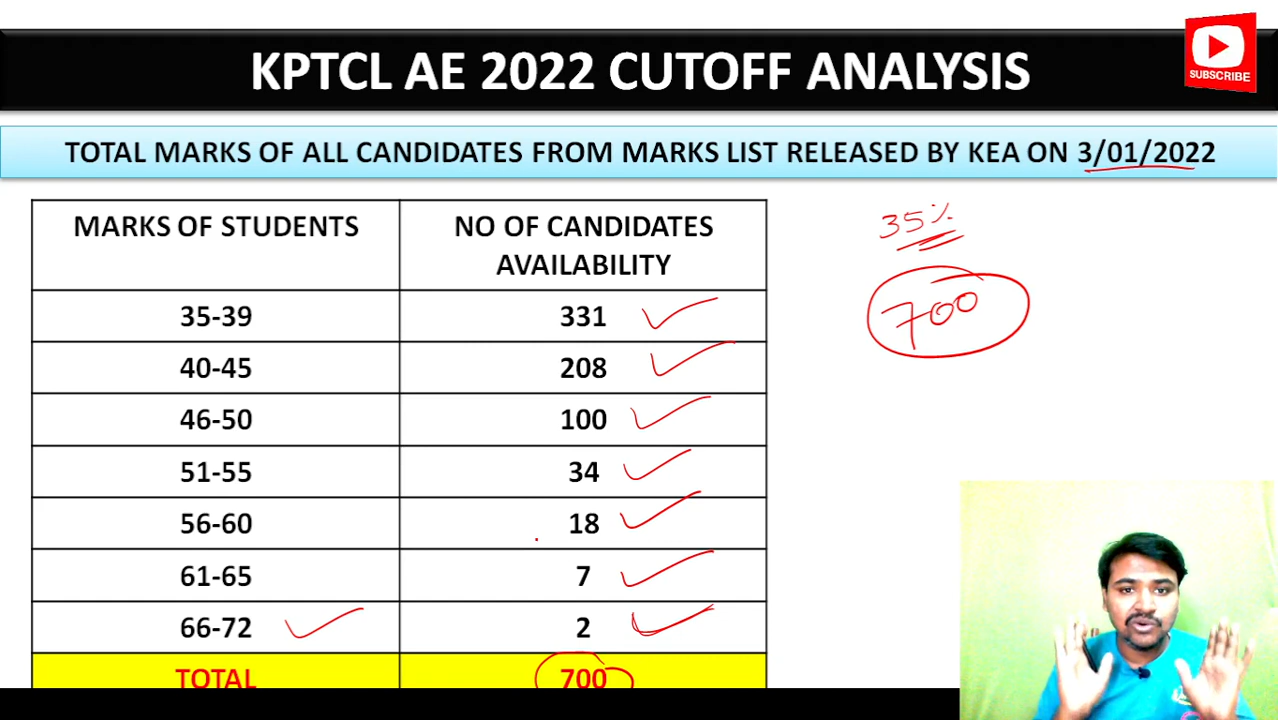 KPTCL AE 2022 CUTOFF ANALYSIS
SUBSCRIBE
TOTAL MARKS OF ALL CANDIDATES FROM MARKS LIST RELEASED BY KEA ON 3/01/2022
MARKS OF STUDENTS
NO OF CANDIDATES
AVAILABILITY
35-39 331
40-45 208
46-50 100
51-55 34
56-60 18
61-65 7
66-72 2
TOTAL 700
35%
700